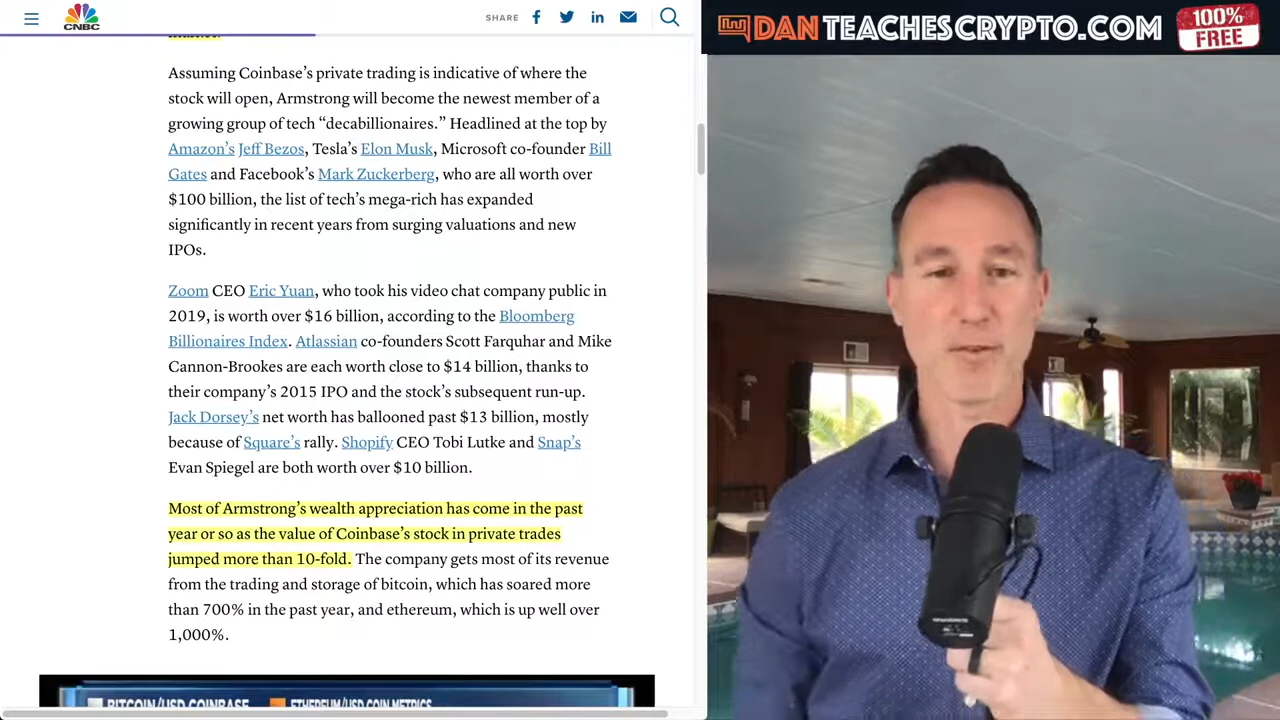 SHARE
CNBC
market.
Assuming Coinbase’s private trading is indicative of where the
stock will open, Armstrong will become the newest member of a
growing group of tech “decabillionaires.” Headlined at the top by
Amazon’s Jeff Bezos, Tesla’s Elon Musk, Microsoft co-founder Bill
Gates and Facebook’s Mark Zuckerberg, who are all worth over
$100 billion, the list of tech’s mega-rich has expanded
significantly in recent years from surging valuations and new
IPOs.
Zoom CEO Eric Yuan, who took his video chat company public in
2019, is worth over $16 billion, according to the Bloomberg
Billionaires Index. Atlassian co-founders Scott Farquhar and Mike
Cannon-Brookes are each worth close to $14 billion, thanks to
their company’s 2015 IPO and the stock’s subsequent run-up.
Jack Dorsey’s net worth has ballooned past $13 billion, mostly
because of Square’s rally. Shopify CEO Tobi Lutke and Snap’s
Evan Spiegel are both worth over $10 billion.
Most of Armstrong’s wealth appreciation has come in the past
year or so as the value of Coinbase’s stock in private trades
jumped more than 10-fold. The company gets most of its revenue
from the trading and storage of bitcoin, which has soared more
than 700% in the past year, and ethereum, which is up well over
1,000%.
BITCOIN/USD COINBASE ETHEREUM/USD COIN METRICS
DANTEACHESCRYPTO.COM
100%
FREE